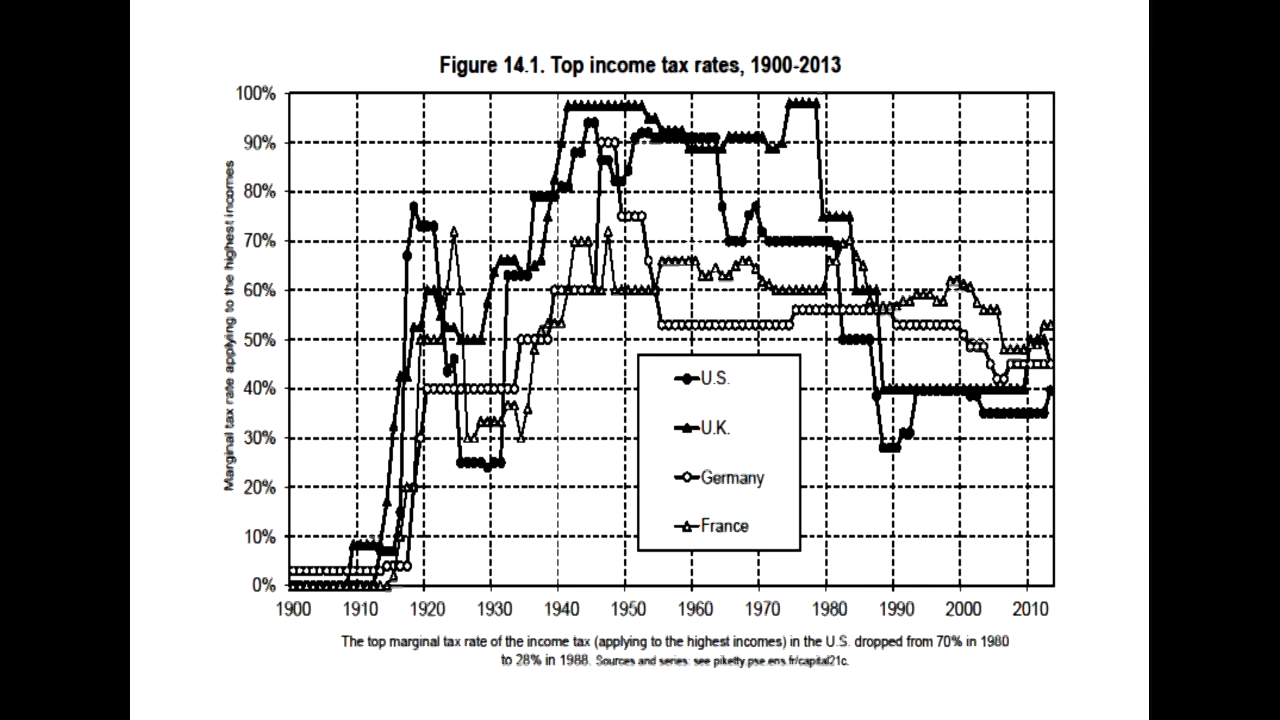 Figure 14.1. Top income tax rates, 1900-2013
Marginal tax rate applying to the highest incomes
100%
90%
80%
70%
60%
50%
40%
30%
20%
10%
0%
U.S.
U.K.
Germany
France
1900 1910 1920 1930 1940 1950 1960 1970 1980 1990 2000 2010
The top marginal tax rate of the income tax (applying to the highest incomes) in the U.S. dropped from 70% in 1980
to 28% in 1988. Sources and series: see piketty.pse.ens.fr/capital21c.